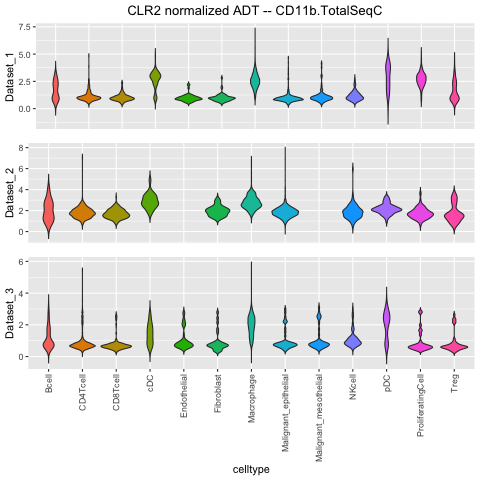 CLR2 normalized ADT -- CD11b.TotalSeqC
Dataset_1
7.5
5.0
2.5
0.0
Dataset_2
8
6
4
2
0
Dataset_3
6
4
2
0
Bcell
CD4Tcell
CD8Tcell
cDC
Endothelial
Fibroblast
Macrophage
Malignant_epithelial
Malignant_mesothelial
NKcell
pDC
ProliferatingCell
Treg
celltype